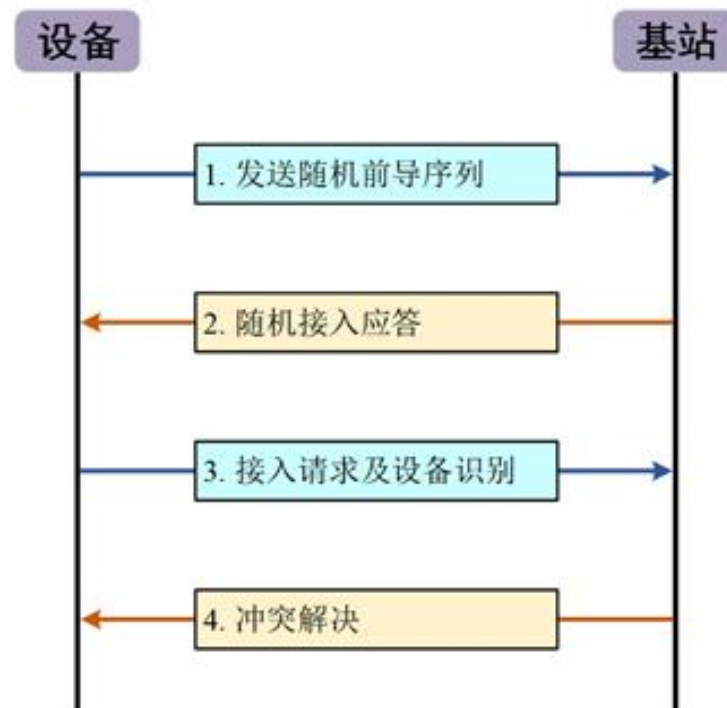 设备
基站
1. 发送随机前导序列
2. 随机接入应答
3. 接入请求及设备识别
4. 冲突解决